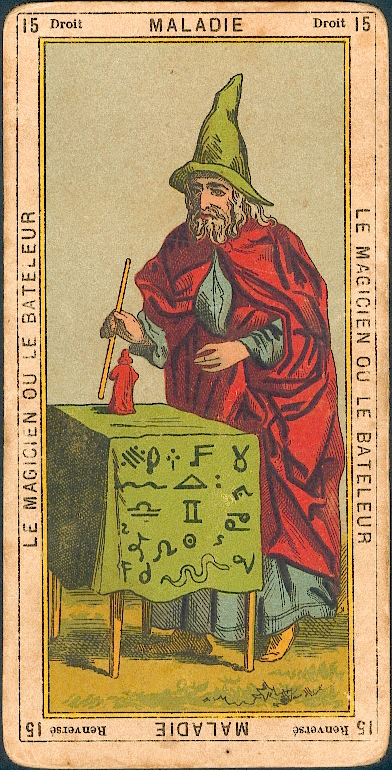 15 Droit MALADIE Droit 15
LE MAGICIEN OU LE BATELEUR
LE MAGICIEN OU LE BATELEUR
15 Renversé MALADIE Renversé 15